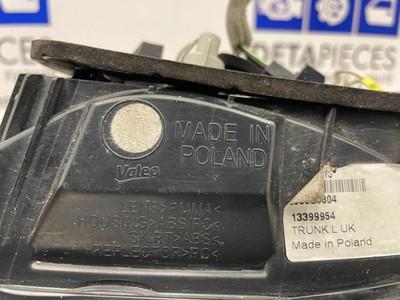 DETAPIECES
MADE IN
POLAND
Valeo
LENS >PMMA<
HOUSING >ABS/PC<
SKIRT >ABS<
REFLECTOR >PC<
13399954
TRUNK L UK
Made in Poland